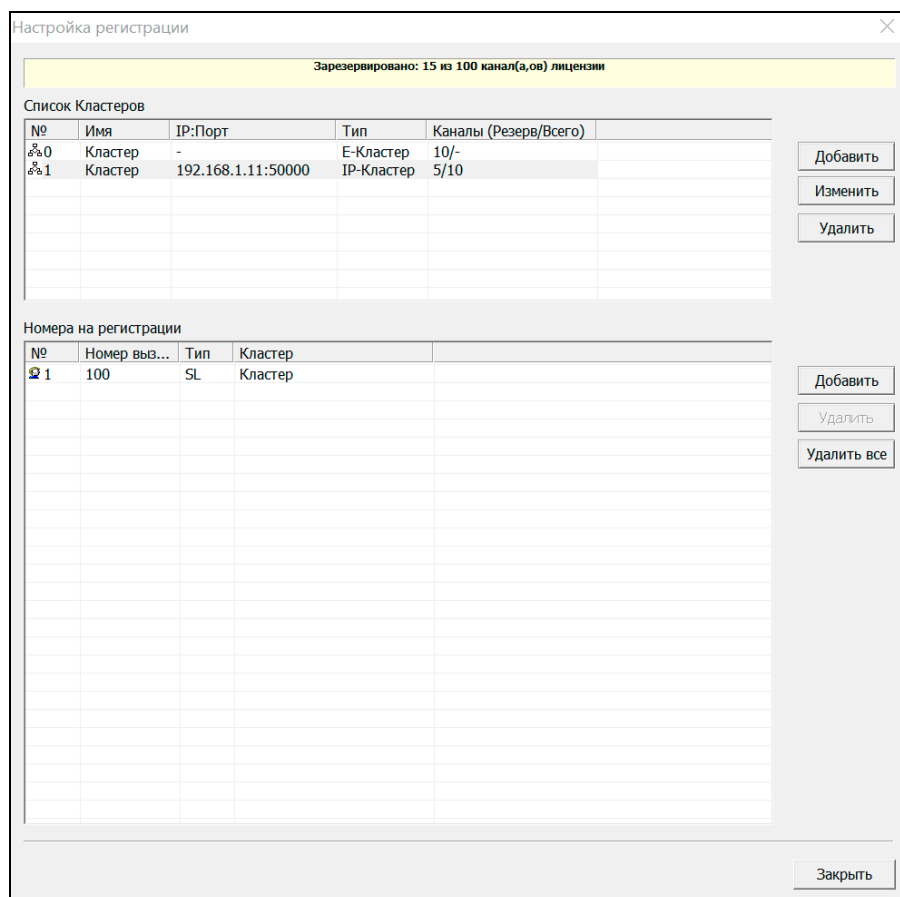 Настройка регистрации
Зарезервировано: 15 из 100 канал(а,ов) лицензии
Список Кластеров
№ Имя IP:Порт Тип Каналы (Резерв/Всего)
0 Кластер - Е-Кластер 10/-
1 Кластер 192.168.1.11:50000 IP-Кластер 5/10
Добавить
Изменить
Удалить
Номера на регистрации
№ Номер выз... Тип Кластер
1 100 SL Кластер
Добавить
Удалить
Удалить все
Закрыть